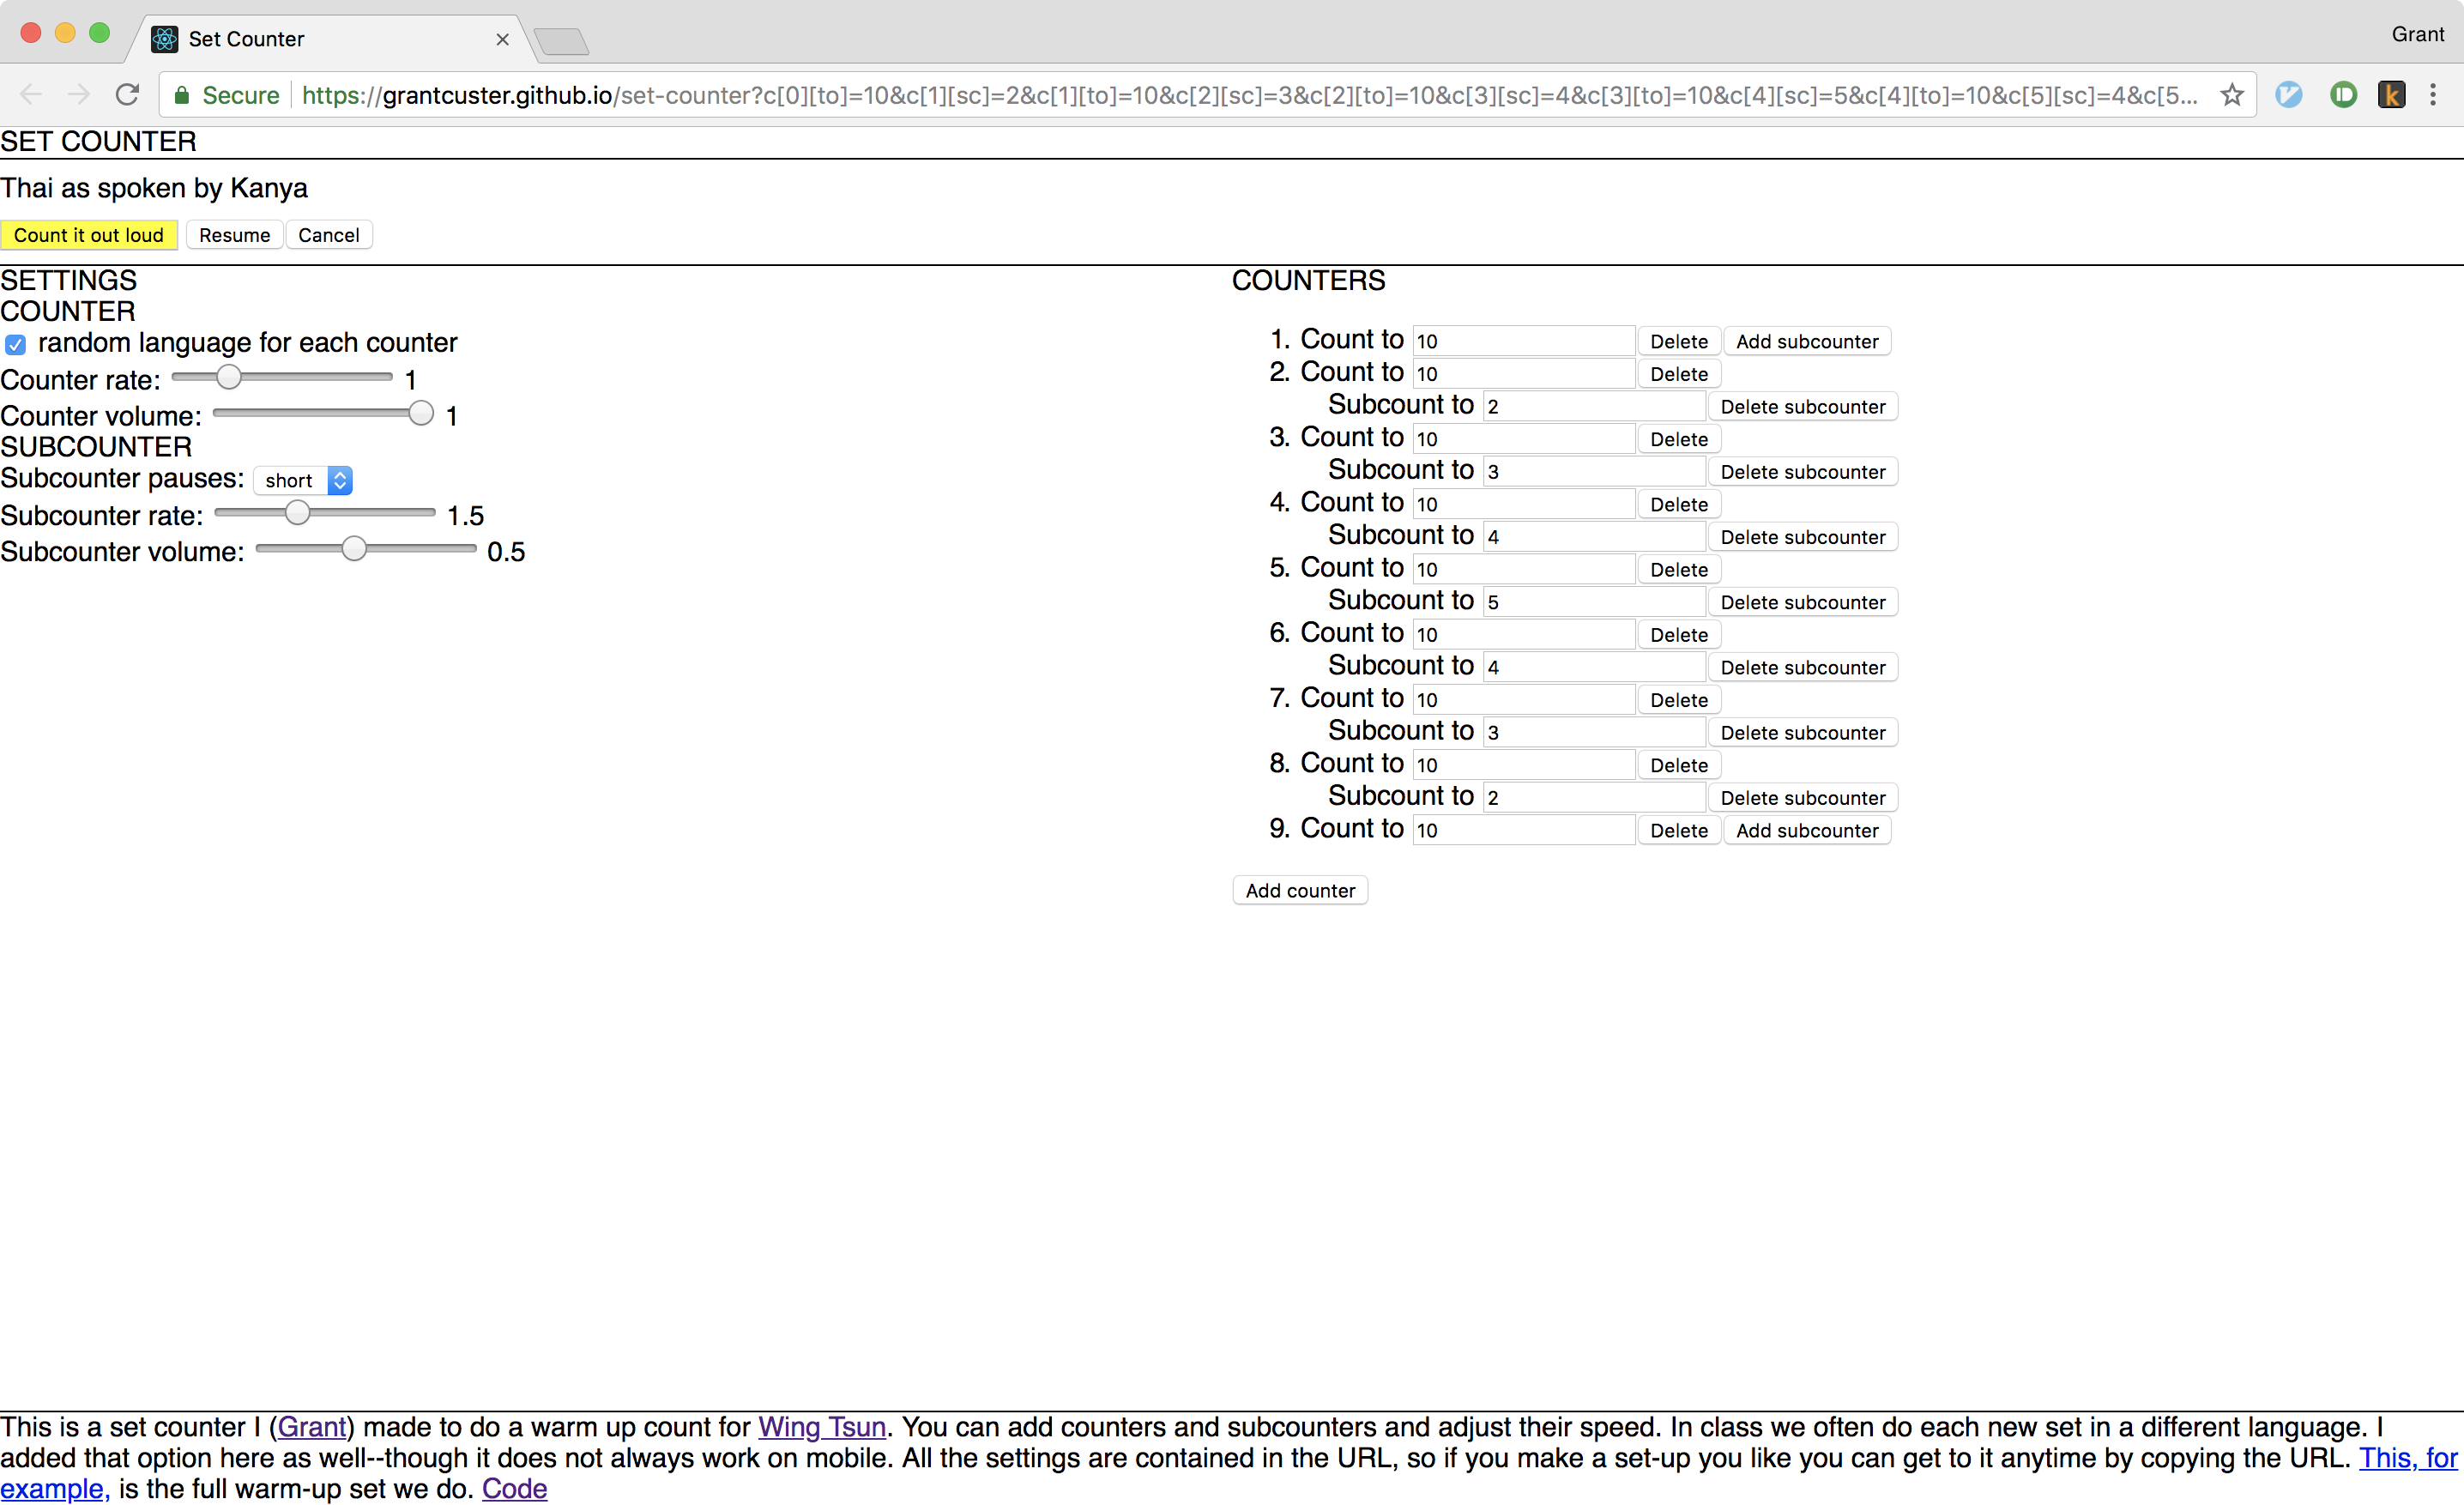 Set Counter
Grant
Secure https://grantcuster.github.io/set-counter?c[0][to]=10&c[1][sc]=2&c[1][to]=10&c[2][sc]=3&c[2][to]=10&c[3][sc]=4&c[3][to]=10&c[4][sc]=5&c[4][to]=10&c[5][sc]=4&c[5...
SET COUNTER
Thai as spoken by Kanya
Count it out loud Resume Cancel
SETTINGS
COUNTER
random language for each counter
Counter rate: 1
Counter volume: 1
SUBCOUNTER
Subcounter pauses: short
Subcounter rate: 1.5
Subcounter volume: 0.5
COUNTERS
1. Count to 10 Delete Add subcounter
2. Count to 10 Delete
Subcount to 2 Delete subcounter
3. Count to 10 Delete
Subcount to 3 Delete subcounter
4. Count to 10 Delete
Subcount to 4 Delete subcounter
5. Count to 10 Delete
Subcount to 5 Delete subcounter
6. Count to 10 Delete
Subcount to 4 Delete subcounter
7. Count to 10 Delete
Subcount to 3 Delete subcounter
8. Count to 10 Delete
Subcount to 2 Delete subcounter
9. Count to 10 Delete Add subcounter
Add counter
This is a set counter I (Grant) made to do a warm up count for Wing Tsun. You can add counters and subcounters and adjust their speed. In class we often do each new set in a different language. I
added that option here as well--though it does not always work on mobile. All the settings are contained in the URL, so if you make a set-up you like you can get to it anytime by copying the URL. This, for
example, is the full warm-up set we do. Code